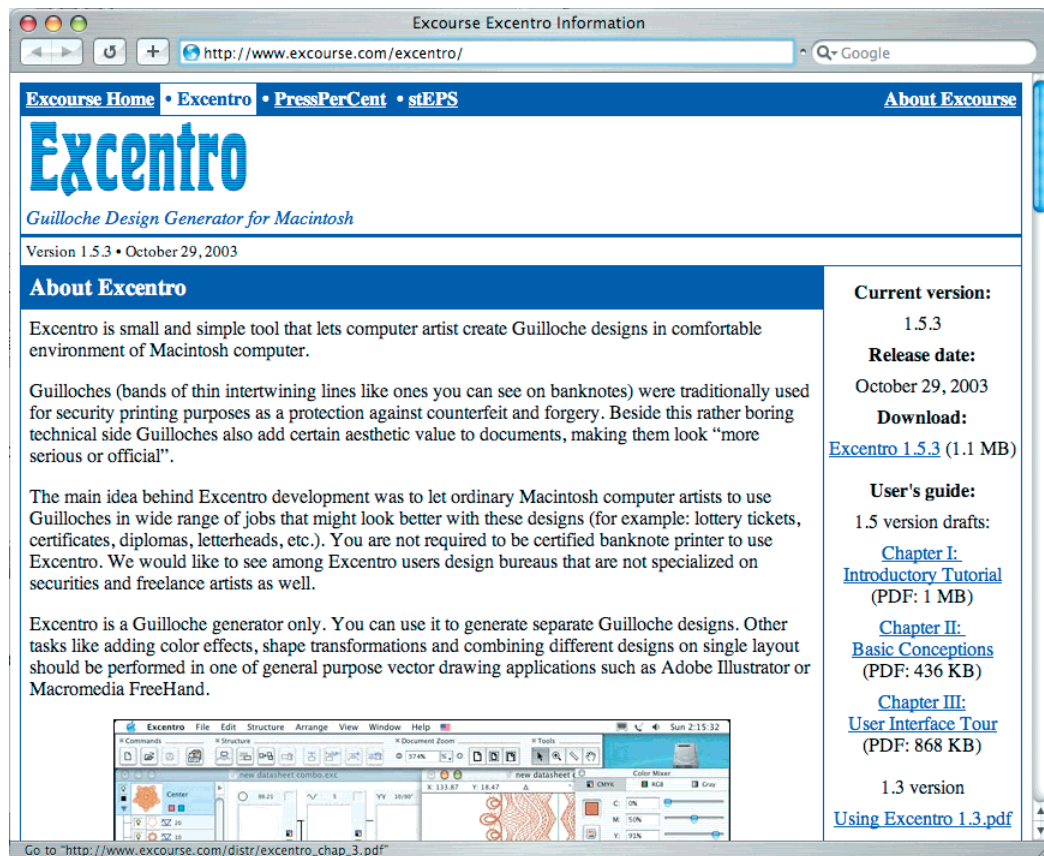 Excourse Excentro Information
http://www.excourse.com/excentro/
Google
Excourse Home • Excentro • PressPerCent • stEPS
About Excourse
Excentro
Guilloche Design Generator for Macintosh
Version 1.5.3 • October 29, 2003
About Excentro
Excentro is small and simple tool that lets computer artist create Guilloche designs in comfortable
environment of Macintosh computer.
Guilloches (bands of thin intertwining lines like ones you can see on banknotes) were traditionally used
for security printing purposes as a protection against counterfeit and forgery. Beside this rather boring
technical side Guilloches also add certain aesthetic value to documents, making them look “more
serious or official”.
The main idea behind Excentro development was to let ordinary Macintosh computer artists to use
Guilloches in wide range of jobs that might look better with these designs (for example: lottery tickets,
certificates, diplomas, letterheads, etc.). You are not required to be certified banknote printer to use
Excentro. We would like to see among Excentro users design bureaus that are not specialized on
securities and freelance artists as well.
Excentro is a Guilloche generator only. You can use it to generate separate Guilloche designs. Other
tasks like adding color effects, shape transformations and combining different designs on single layout
should be performed in one of general purpose vector drawing applications such as Adobe Illustrator or
Macromedia FreeHand.
Current version:
1.5.3
Release date:
October 29, 2003
Download:
Excentro 1.5.3 (1.1 MB)
User's guide:
1.5 version drafts:
Chapter I:
Introductory Tutorial
(PDF: 1 MB)
Chapter II:
Basic Conceptions
(PDF: 436 KB)
Chapter III:
User Interface Tour
(PDF: 868 KB)
1.3 version
Using Excentro 1.3.pdf
Excentro File Edit Structure Arrange View Window Help
Sun 2:15:32
Commands
Structure
Document Zoom
Tools
374%
new datasheet combo.exc
new datasheet
Color Mixer
Center
99.21
X: 133.87 Y: 18.47
CMYK RGB Gray
C: 0%
M: 50%
Y: 91%
20
10
Go to "http://www.excourse.com/distr/excentro_chap_3.pdf"